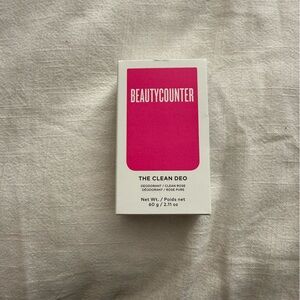 BEAUTYCOUNTER
THE CLEAN DEO
DEODORANT / CLEAN ROSE
DÉODORANT / ROSE PURE
Net Wt. / Poids net
60 g / 2.11 oz